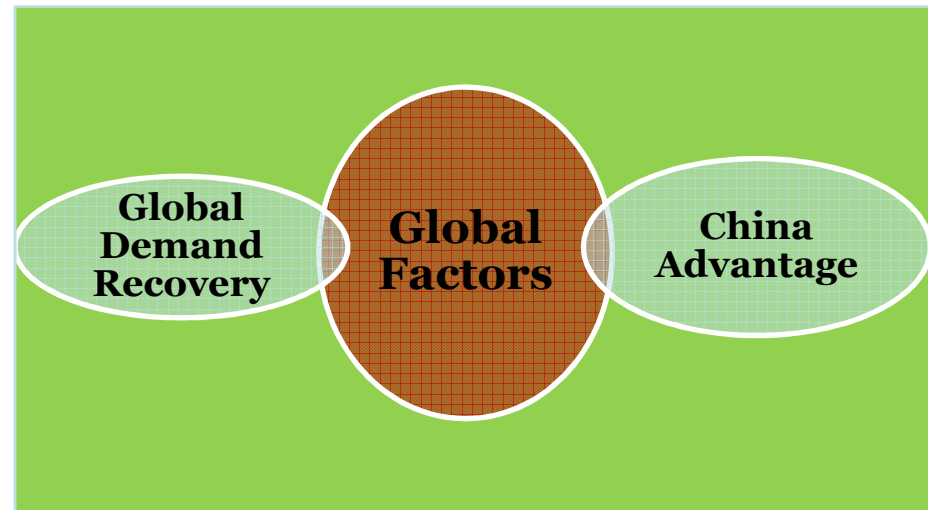 Global
Demand
Recovery
Global
Factors
China
Advantage